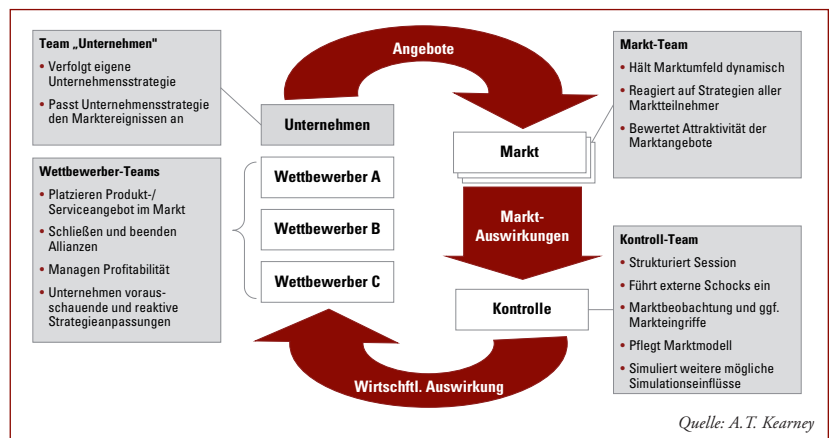 Team „Unternehmen"
• Verfolgt eigene
Unternehmensstrategie
• Passt Unternehmensstrategie
den Marktereignissen an
Wettbewerber-Teams
• Platzieren Produkt-/
Serviceangebot im Markt
• Schließen und beenden
Allianzen
• Managen Profitabilität
• Unternehmen voraus-
schauende und reaktive
Strategieanpassungen
Angebote
Unternehmen
Wettbewerber A
Wettbewerber B
Wettbewerber C
Markt
Markt-
Auswirkungen
Kontrolle
Wirtschftl. Auswirkung
Markt-Team
• Hält Marktumfeld dynamisch
• Reagiert auf Strategien aller
Marktteilnehmer
• Bewertet Attraktivität der
Marktangebote
Kontroll-Team
• Strukturiert Session
• Führt externe Schocks ein
• Marktbeobachtung und ggf.
Markteingriffe
• Pflegt Marktmodell
• Simuliert weitere mögliche
Simulationseinflüsse
Quelle: A.T. Kearney